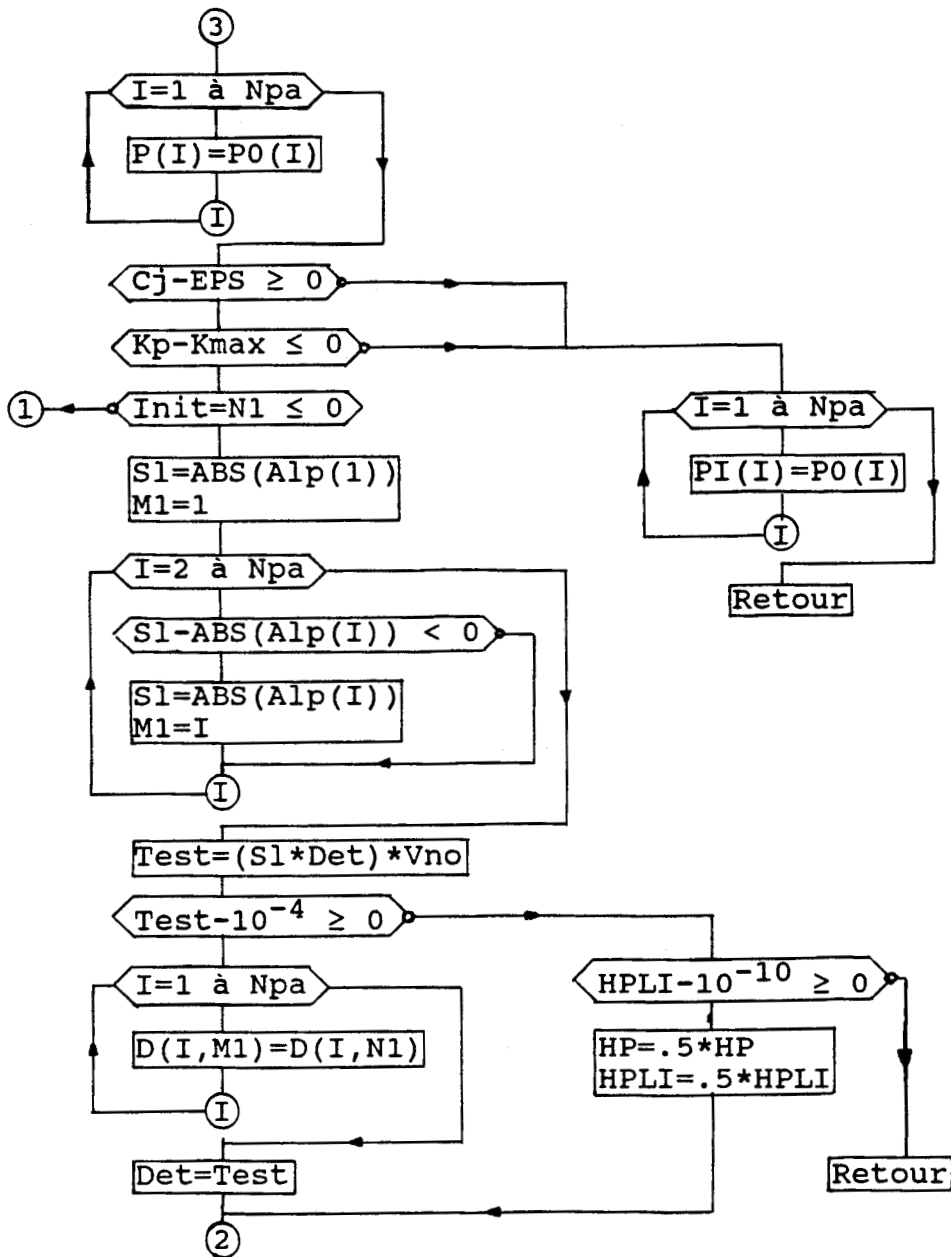 3
I=1 à Npa
P(I)=P0(I)
I
Cj-EPS ≥ 0
Kp-Kmax ≤ 0
1
Init=N1 ≤ 0
I=1 à Npa
PI(I)=P0(I)
I
Retour
Sl=ABS(Alp(1))
M1=1
I=2 à Npa
Sl-ABS(Alp(I)) < 0
Sl=ABS(Alp(I))
M1=I
I
Test=(Sl*Det)*Vno
Test-10⁻⁴ ≥ 0
HPLI-10⁻¹⁰ ≥ 0
I=1 à Npa
D(I,M1)=D(I,N1)
I
HP=.5*HP
HPLI=.5*HPLI
Det=Test
Retour
2